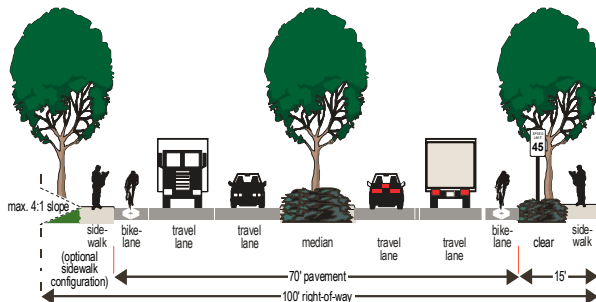 SPEED
LIMIT
45
max. 4:1 slope
side-
walk
(optional
sidewalk
configuration)
bike-
lane
travel
lane
travel
lane
median
travel
lane
travel
lane
bike-
lane
clear
side-
walk
70' pavement
15'
100' right-of-way